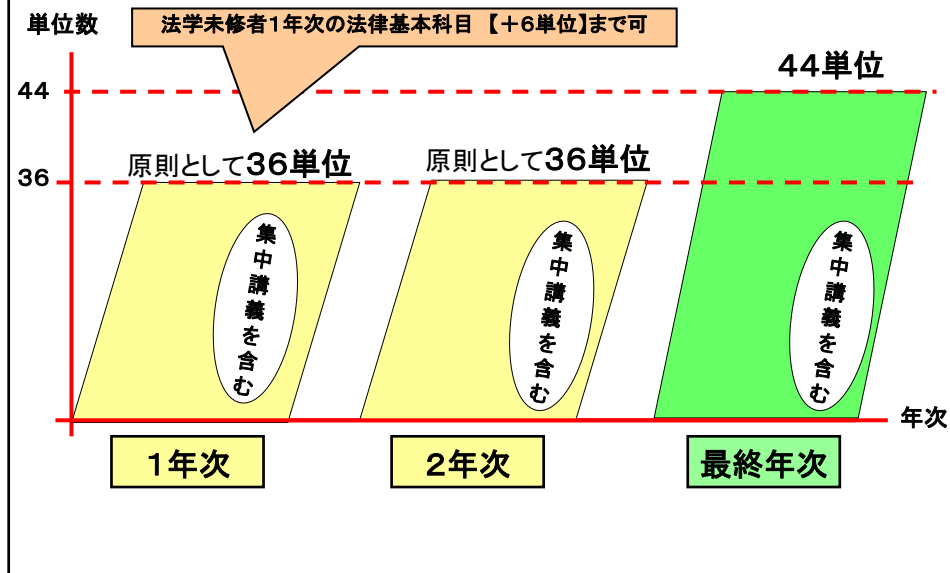 単位数
法学未修者1年次の法律基本科目 【+6単位】まで可
44単位
44
原則として36単位
原則として36単位
36
集中講義を含む
集中講義を含む
集中講義を含む
年次
1年次
2年次
最終年次